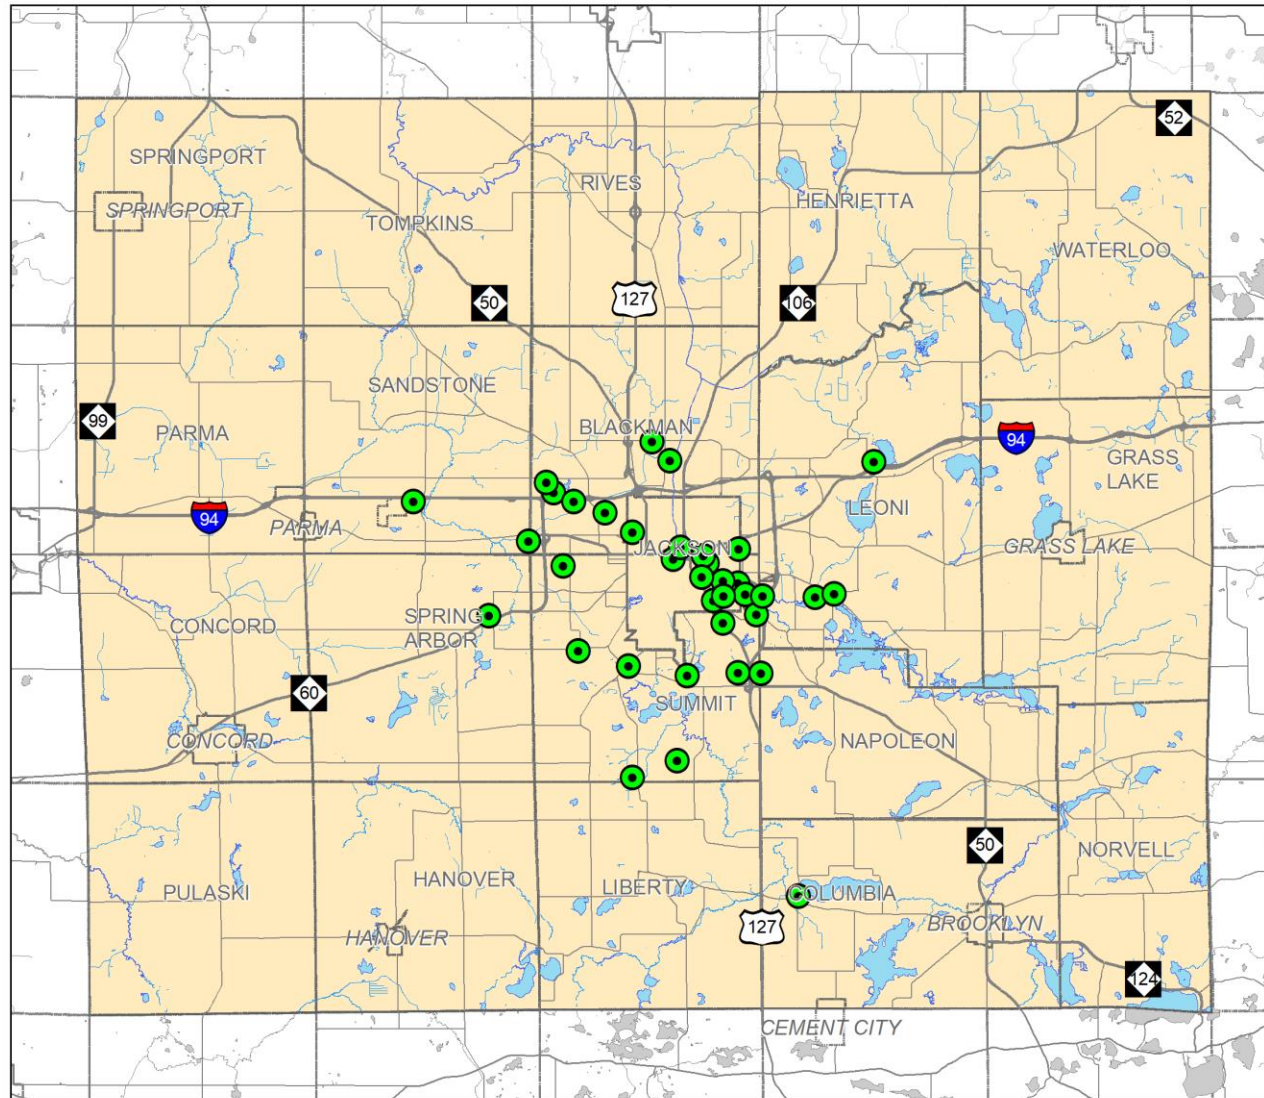 52
SPRINGPORT
RIVES
HENRIETTA
SPRINGPORT
TOMPKINS
WATERLOO
50
127
106
SANDSTONE
99
PARMA
BLACKMAN
94
GRASS
LAKE
94
PARMA
LEONI
JACKSON
GRASS LAKE
CONCORD
SPRING
ARBOR
60
SUMMIT
CONCORD
NAPOLEON
50
NORVELL
PULASKI
HANOVER
LIBERTY
COLUMBIA
HANOVER
127
BROOKLYN
124
CEMENT CITY